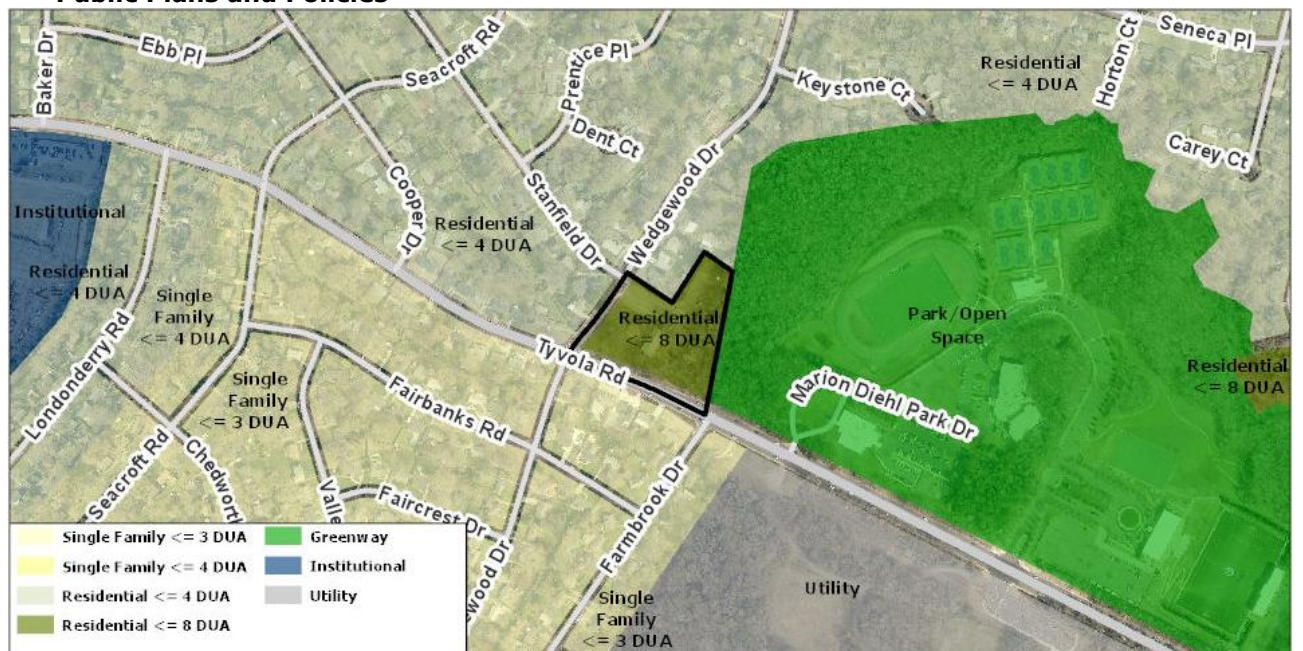 Public Plans and Policies
Baker Dr
Ebb Pl
Seacroft Rd
Prentice Pl
Dent Ct
Keystone Ct
Residential
<= 4 DUA
Horton Ct
Seneca Pl
Carey Ct
Institutional
Residential
<= 4 DUA
Londonderry Rd
Single
Family
<= 4 DUA
Cooper Dr
Residential
<= 4 DUA
Stanfield Dr
Wedgewood Dr
Residential
<= 8 DUA
Park/Open
Space
Residential
<= 8 DUA
Tyvola Rd
Marion Diehl Park Dr
Single
Family
<= 3 DUA
Fairbanks Rd
Seacroft Rd
Chedworth
Valle
Faircrest Dr
ewood Dr
Farmbrook Dr
Single
Family
<= 3 DUA
Utility
Single Family <= 3 DUA
Greenway
Single Family <= 4 DUA
Institutional
Residential <= 4 DUA
Utility
Residential <= 8 DUA